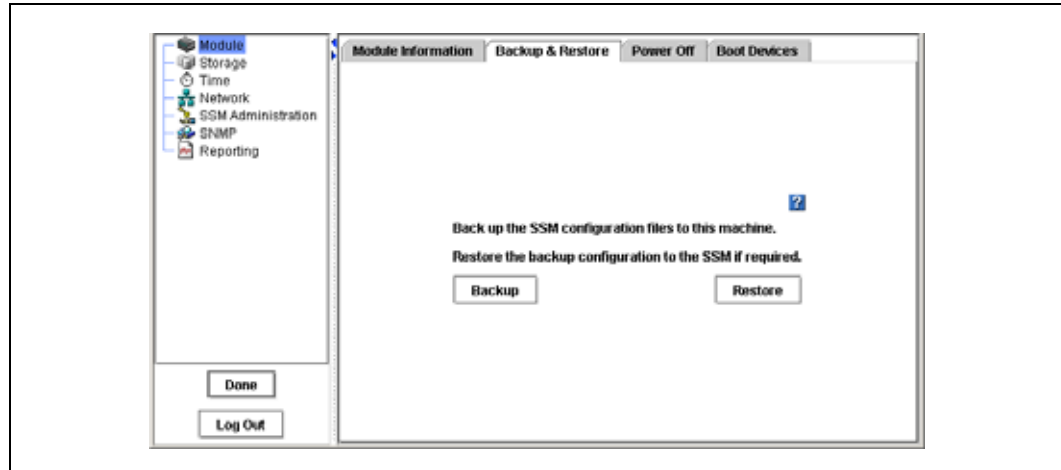 Module
Storage
Time
Network
SSM Administration
SNMP
Reporting
Done
Log Out
Module Information
Backup & Restore
Power Off
Boot Devices
?
Back up the SSM configuration files to this machine.
Restore the backup configuration to the SSM if required.
Backup
Restore